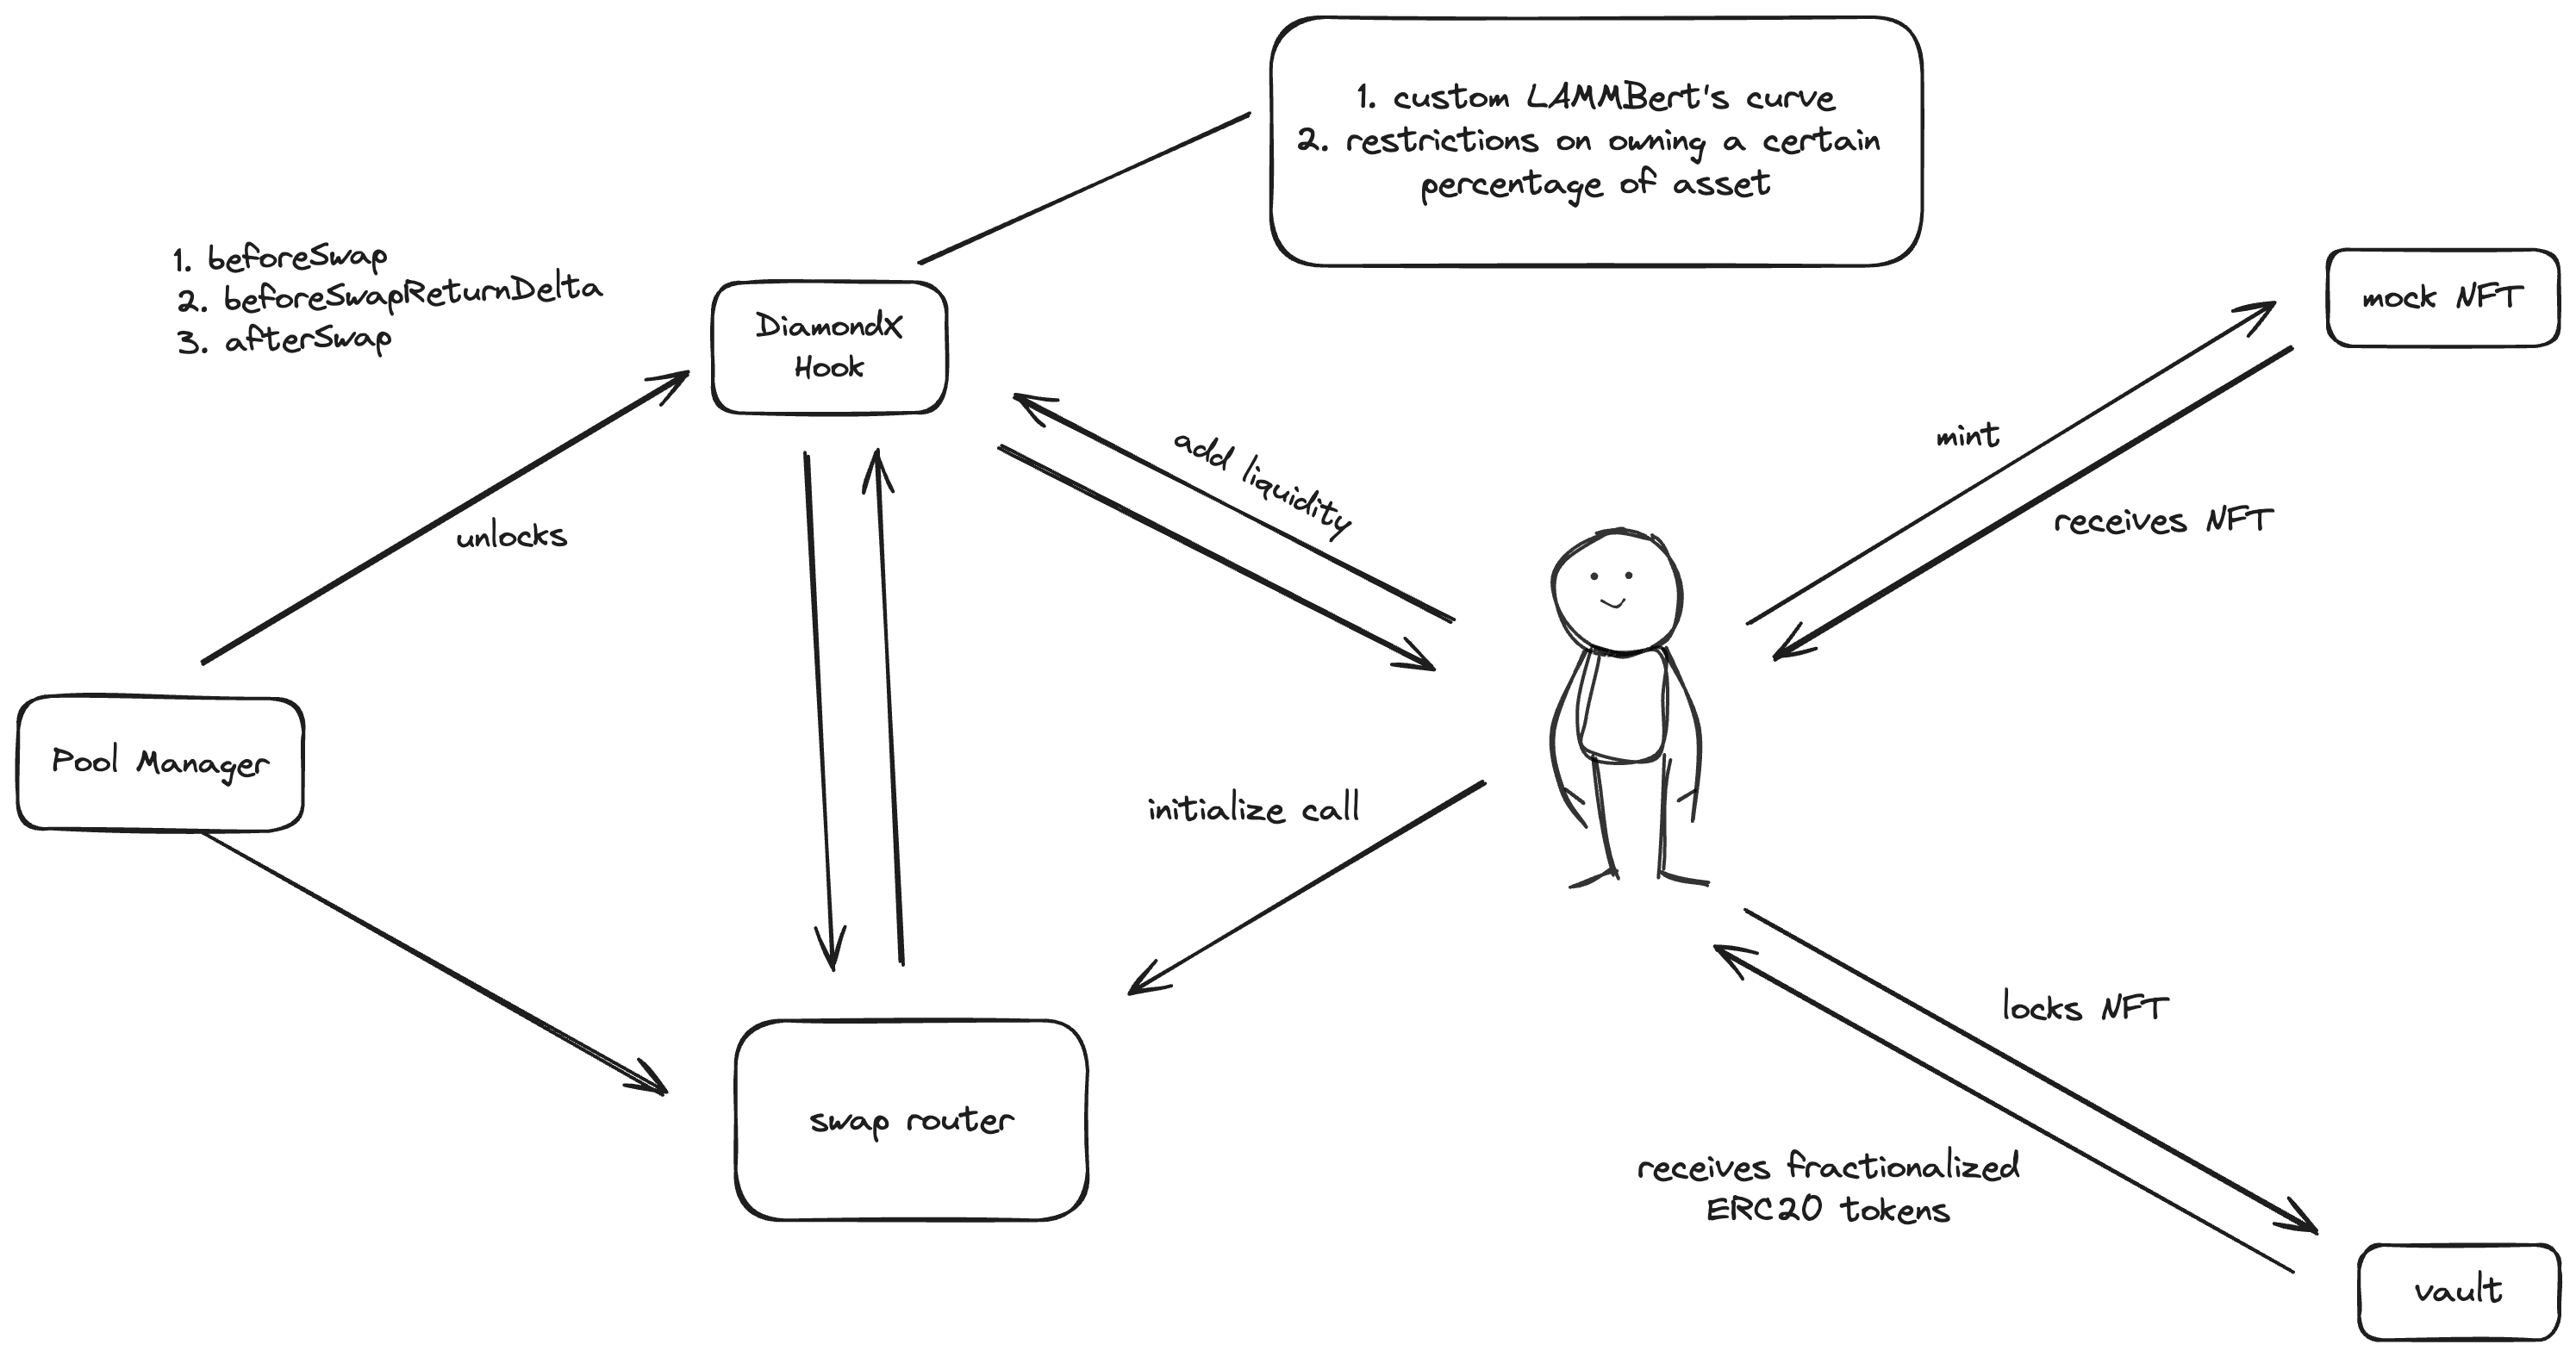 1. custom LAMMBert's curve
2. restrictions on owning a certain
percentage of asset
1. beforeSwap
2. beforeSwapReturnDelta
3. afterSwap
DiamondX
Hook
mock NFT
mint
add liquidity
receives NFT
unlocks
Pool Manager
initialize call
locks NFT
swap router
receives fractionalized
ERC20 tokens
vault